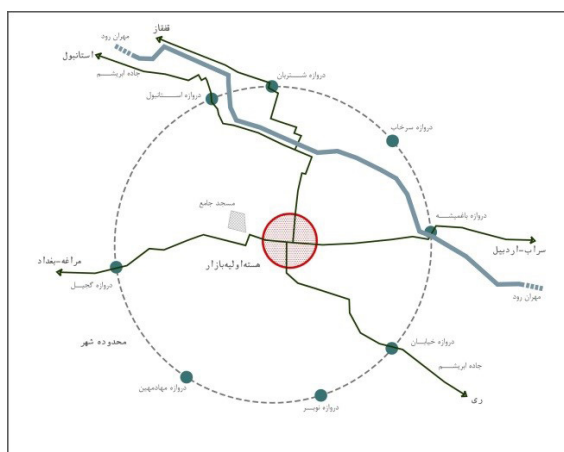 قفقاز
مهران رود
استانبول
جاده ابریشم
دروازه شتربان
دروازه استانبول
دروازه سرخاب
مسجد جامع
دروازه باغمیشه
سراب-اردبیل
هسته اولیه بازار
مراغه-بغداد
دروازه گجیل
مهران رود
محدوده شهر
دروازه خیابان
جاده ابریشم
دروازه مهادمهین
دروازه نوبر
ری